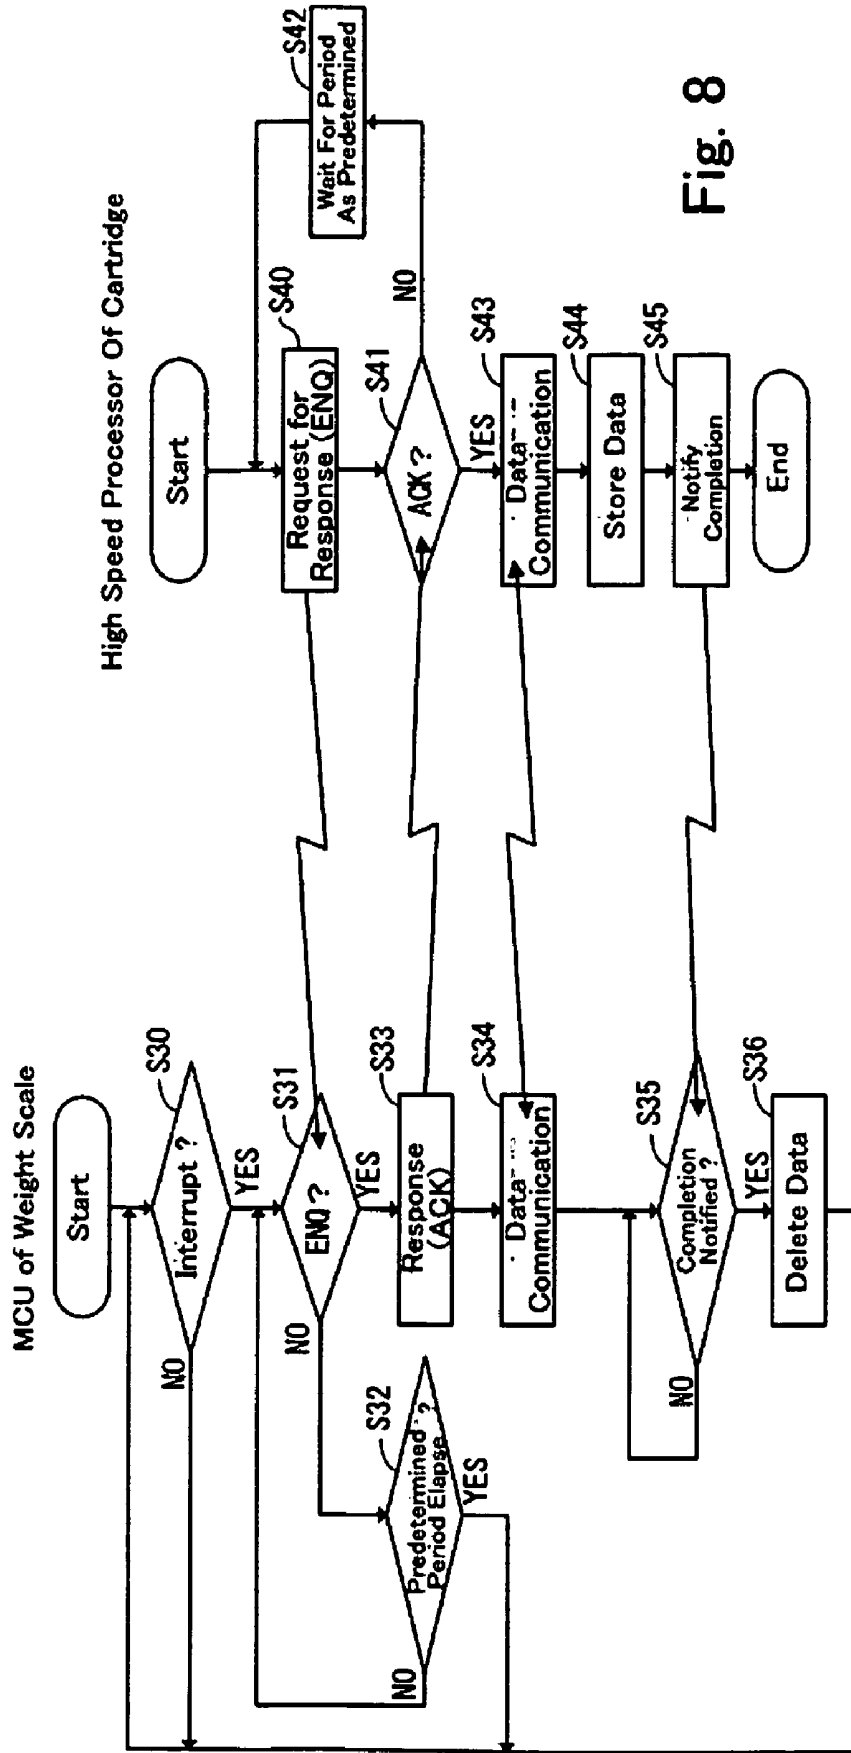 MCU of Weight Scale
Start
S30
Interrupt ?
NO
YES
S31
ENQ ?
NO
YES
S32
Predetermined ?
Period Elapse
NO
YES
S33
Response
(ACK)
S34
Data
Communication
S35
Completion
Notified ?
NO
YES
S36
Delete Data
High Speed Processor Of Cartridge
Start
S40
Request for
Response (ENQ)
S41
ACK ?
NO
YES
S42
Wait For Period
As Predetermined
S43
Data
Communication
S44
Store Data
S45
Notify
Completion
End
Fig. 8